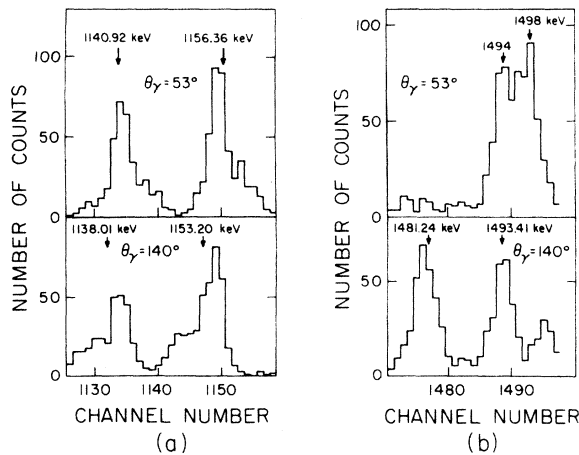 1140.92 keV
1156.36 keV
θγ = 53°
100
50
0
NUMBER OF COUNTS
1138.01 keV
1153.20 keV
θγ = 140°
50
0
1130
1140
1150
CHANNEL NUMBER
(a)
1498 keV
1494
θγ = 53°
100
50
0
NUMBER OF COUNTS
1481.24 keV
1493.41 keV
θγ = 140°
50
0
1480
1490
CHANNEL NUMBER
(b)